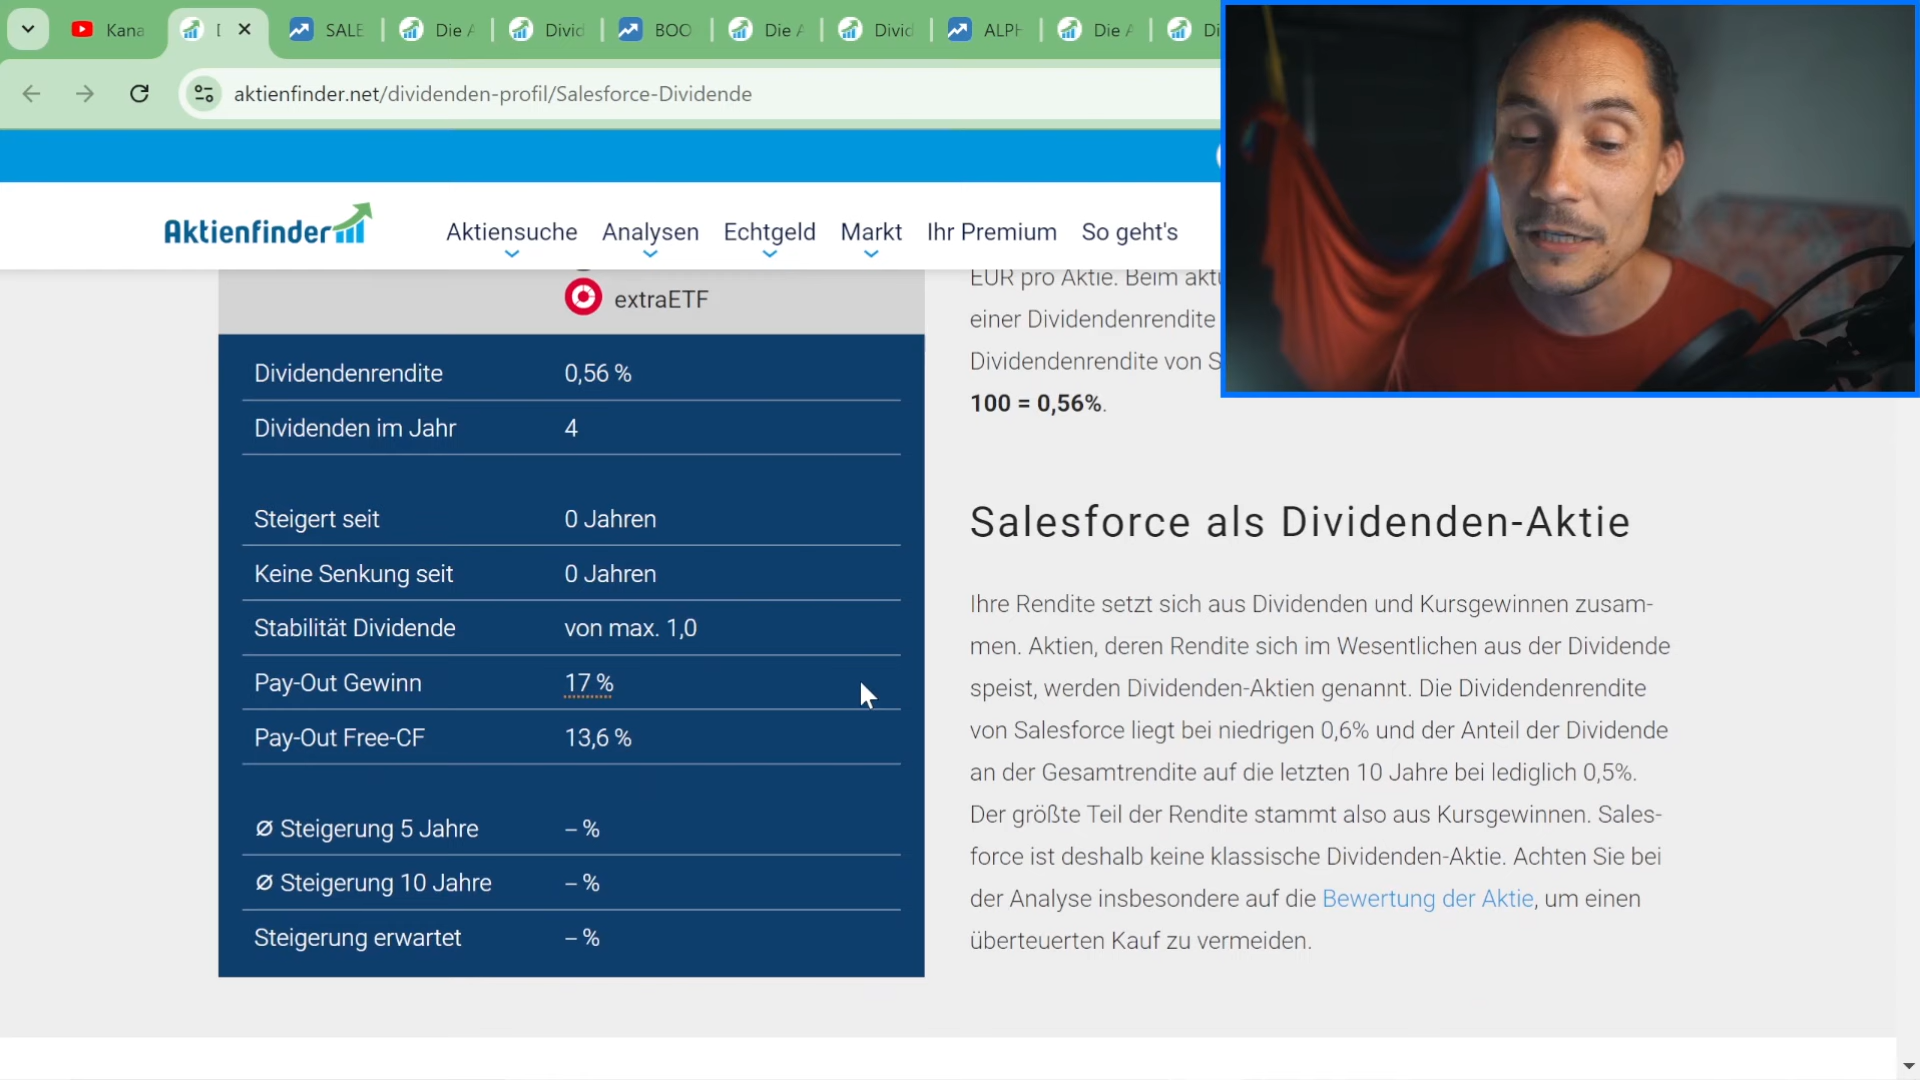 Kana
SALE
Die A
Divid
BOO
Die A
Divid
ALPH
Die A
aktienfinder.net/dividenden-profil/Salesforce-Dividende
Aktienfinder
Aktiensuche
Analysen
Echtgeld
Markt
Ihr Premium
So geht's
extraETF
Dividendenrendite 0,56 %
Dividenden im Jahr 4
Steigert seit 0 Jahren
Keine Senkung seit 0 Jahren
Stabilität Dividende von max. 1,0
Pay-Out Gewinn 17 %
Pay-Out Free-CF 13,6 %
Ø Steigerung 5 Jahre – %
Ø Steigerung 10 Jahre – %
Steigerung erwartet – %
EUR pro Aktie. Beim aktu
einer Dividendenrendite
Dividendenrendite von S
100 = 0,56%.
Salesforce als Dividenden-Aktie
Ihre Rendite setzt sich aus Dividenden und Kursgewinnen zusam-
men. Aktien, deren Rendite sich im Wesentlichen aus der Dividende
speist, werden Dividenden-Aktien genannt. Die Dividendenrendite
von Salesforce liegt bei niedrigen 0,6% und der Anteil der Dividende
an der Gesamtrendite auf die letzten 10 Jahre bei lediglich 0,5%.
Der größte Teil der Rendite stammt also aus Kursgewinnen. Sales-
force ist deshalb keine klassische Dividenden-Aktie. Achten Sie bei
der Analyse insbesondere auf die Bewertung der Aktie, um einen
überteuerten Kauf zu vermeiden.